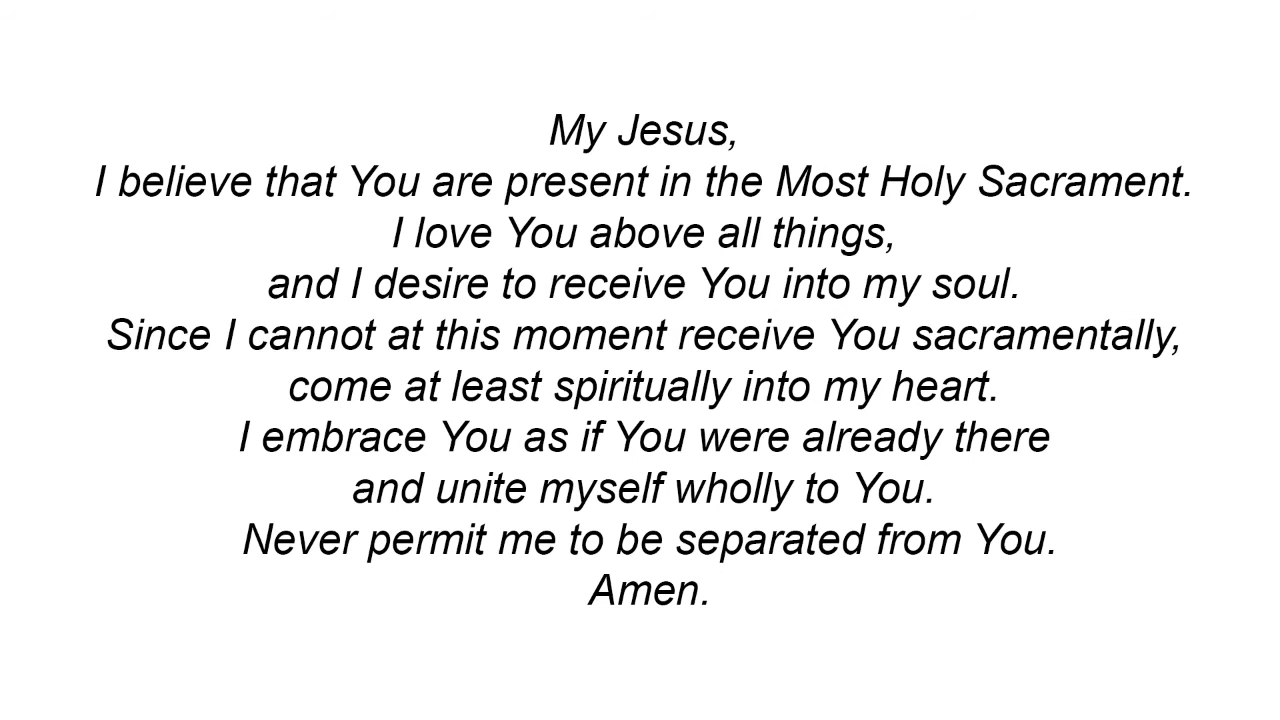 My Jesus,
I believe that You are present in the Most Holy Sacrament.
I love You above all things,
and I desire to receive You into my soul.
Since I cannot at this moment receive You sacramentally,
come at least spiritually into my heart.
I embrace You as if You were already there
and unite myself wholly to You.
Never permit me to be separated from You.
Amen.